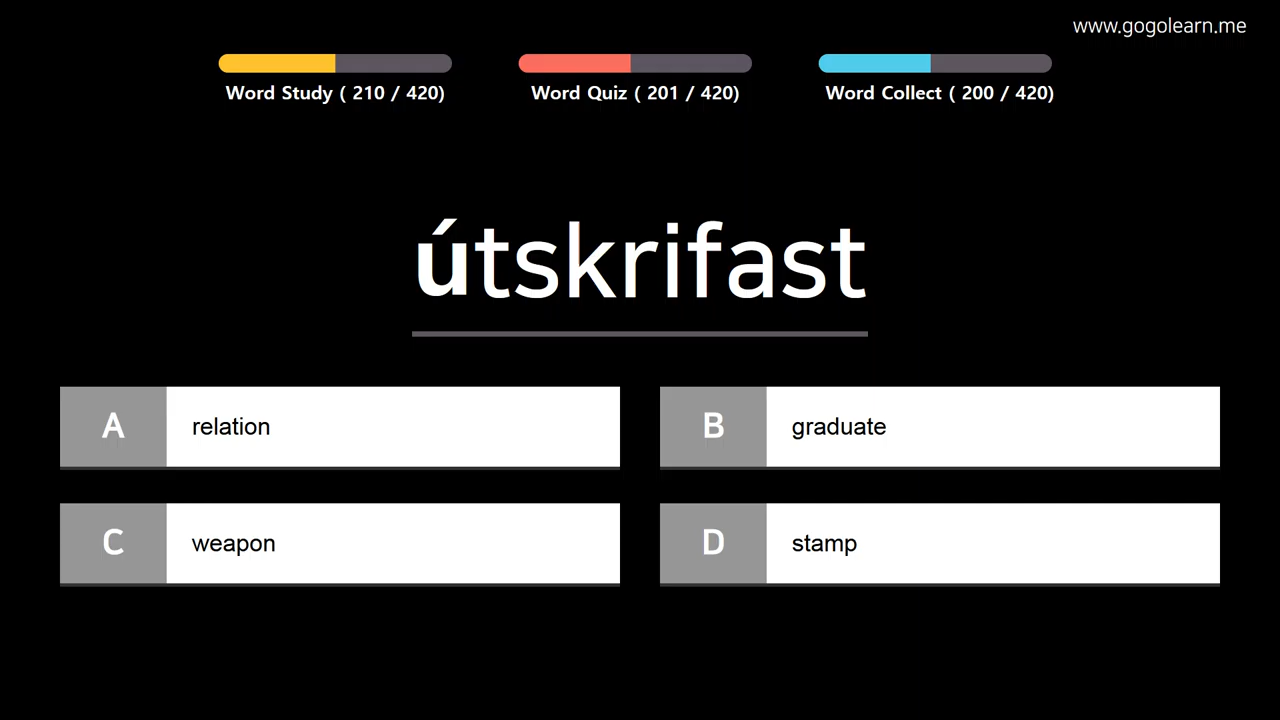 www.gogolearn.me
Word Study ( 210 / 420)
Word Quiz ( 201 / 420)
Word Collect ( 200 / 420)
útskrifast
A relation
B graduate
C weapon
D stamp